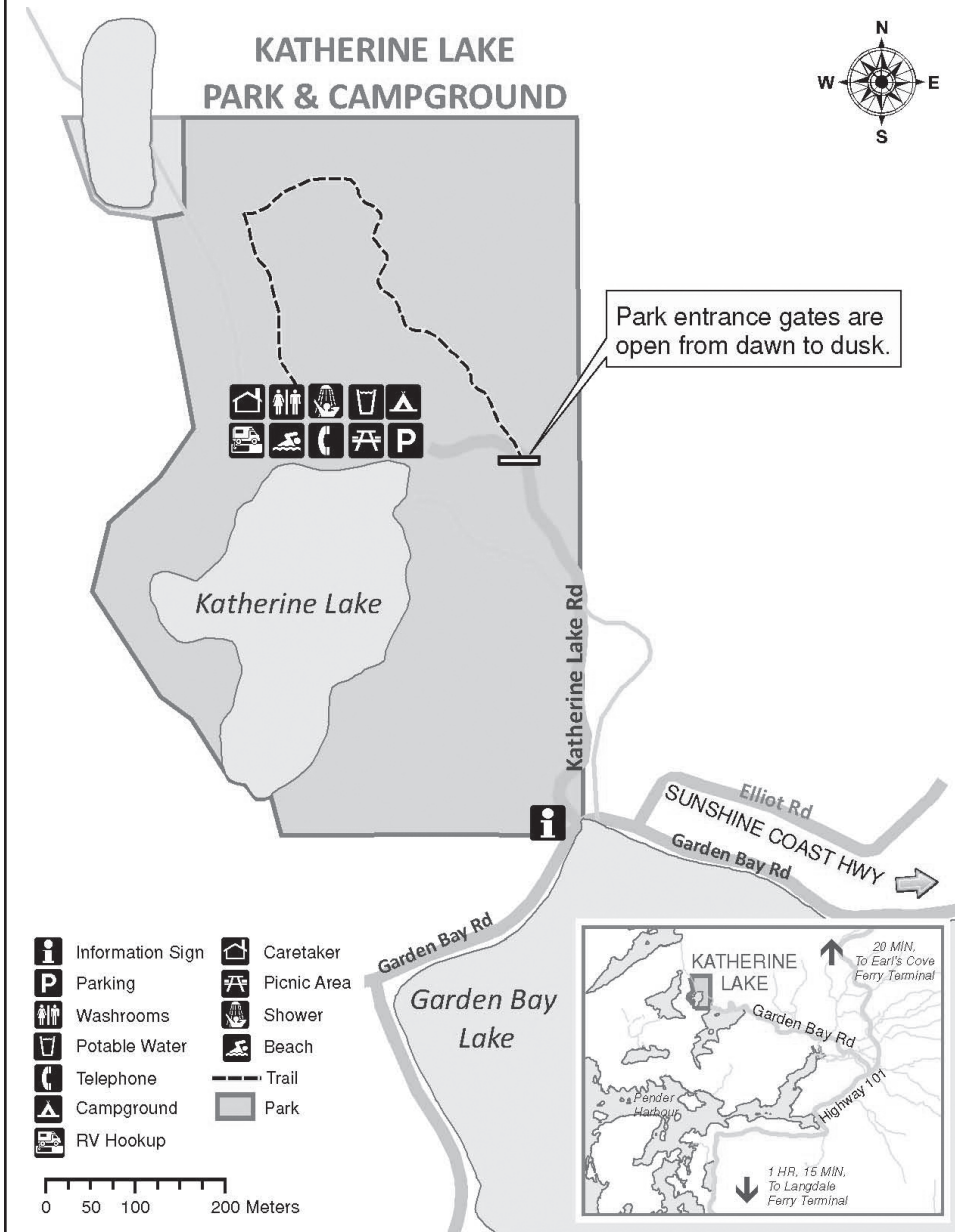 KATHERINE LAKE
PARK & CAMPGROUND
N
W
E
S
Park entrance gates are
open from dawn to dusk.
P
Katherine Lake
Katherine Lake Rd
i
Elliot Rd
SUNSHINE COAST HWY
Garden Bay Rd
Garden Bay Rd
Garden Bay
Lake
i Information Sign
P Parking
Washrooms
Potable Water
Telephone
Campground
RV Hookup
Caretaker
Picnic Area
Shower
Beach
Trail
Park
0 50 100 200 Meters
KATHERINE
LAKE
20 MIN,
To Earl's Cove
Ferry Terminal
Garden Bay Rd
Highway 101
Pender
Harbour
1 HR, 15 MIN,
To Langdale
Ferry Terminal